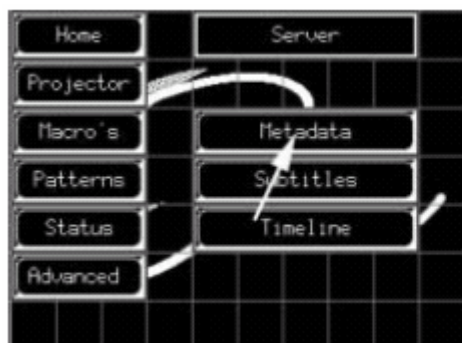 Home
Server
Projector
Macro's
Metadata
Patterns
Subtitles
Status
Timeline
Advanced